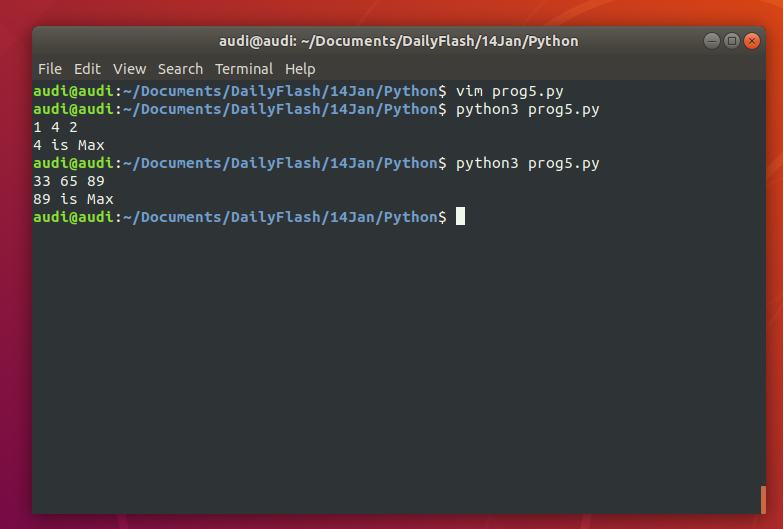 audi@audi: ~/Documents/DailyFlash/14Jan/Python
File Edit View Search Terminal Help
audi@audi:~/Documents/DailyFlash/14Jan/Python$ vim prog5.py
audi@audi:~/Documents/DailyFlash/14Jan/Python$ python3 prog5.py
1 4 2
4 is Max
audi@audi:~/Documents/DailyFlash/14Jan/Python$ python3 prog5.py
33 65 89
89 is Max
audi@audi:~/Documents/DailyFlash/14Jan/Python$